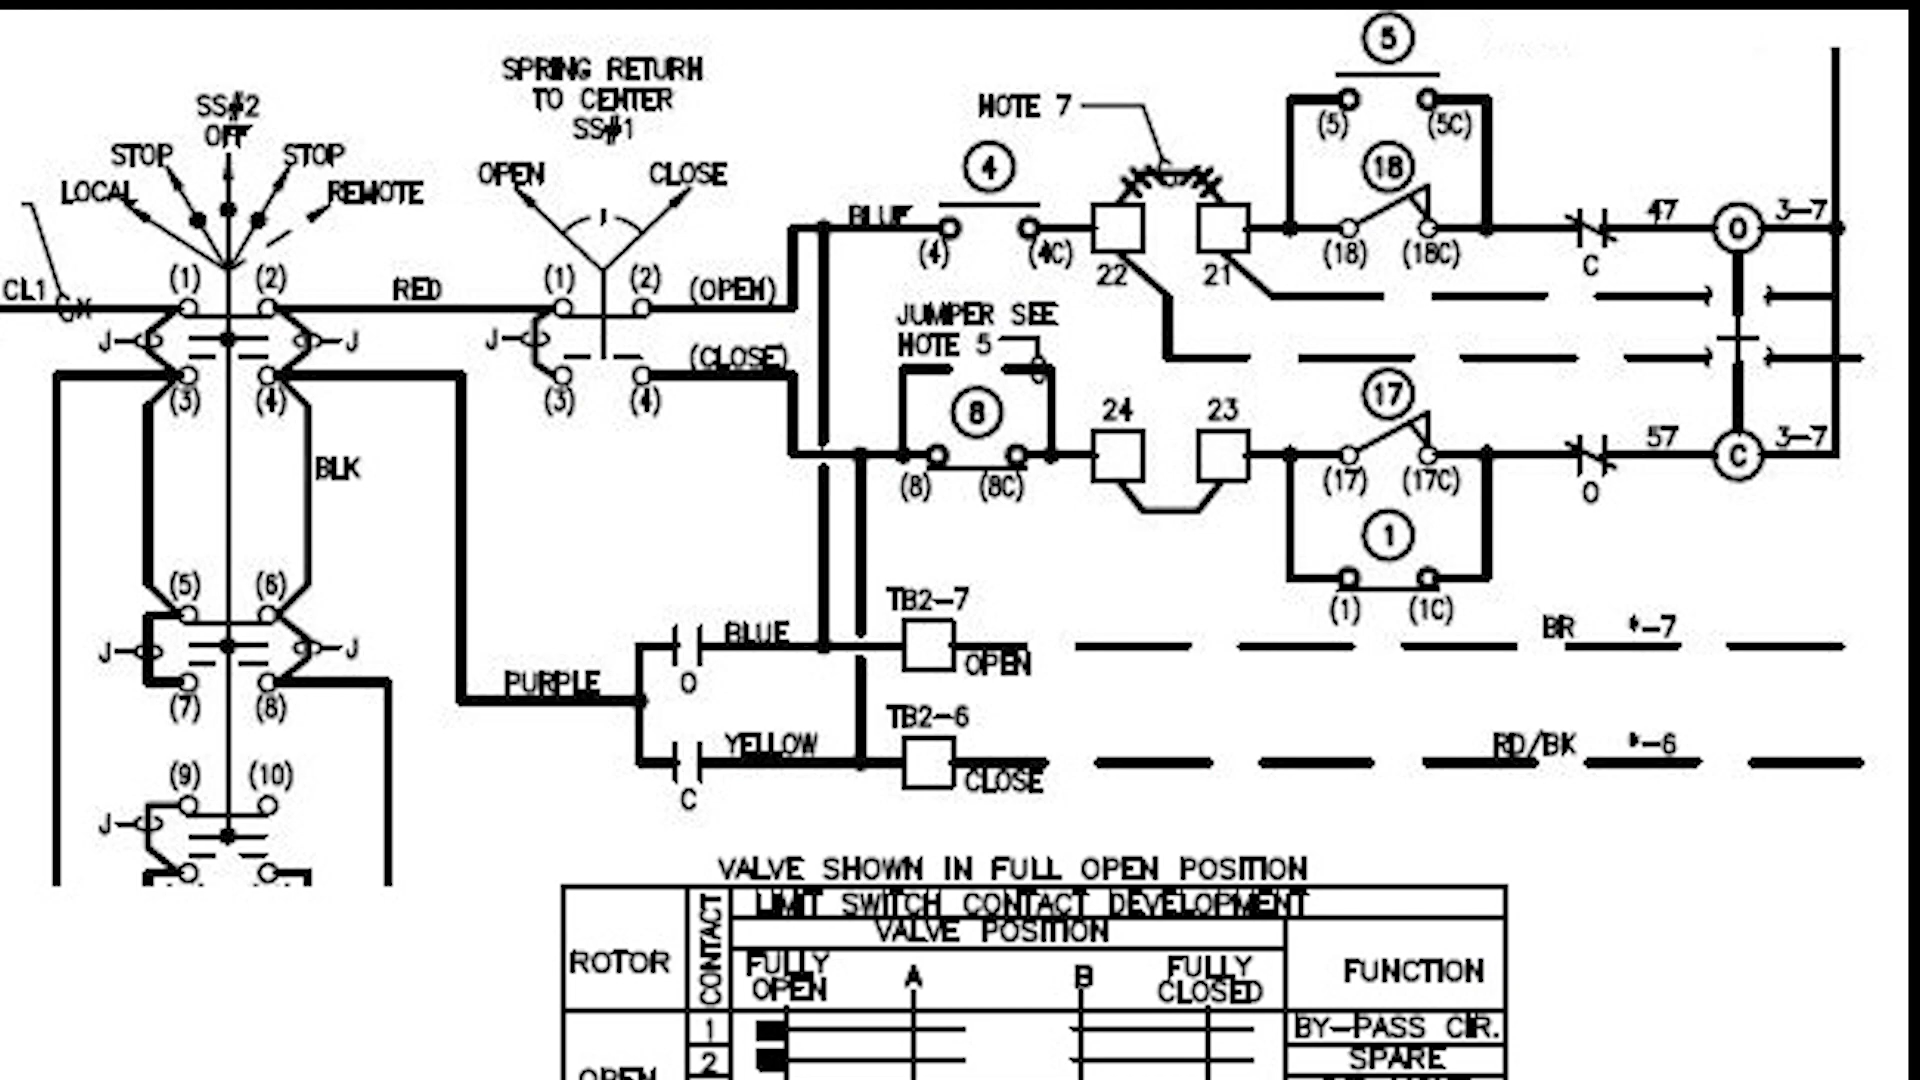 5
SPRING RETURN
TO CENTER
SS#1
SS#2
OFF
NOTE 7
(5) (5C)
STOP STOP
OPEN CLOSE
4
18
LOCAL REMOTE
BLUE
47
O
3-7
(4) (4C)
(18) (18C)
C
22 21
(1) (2)
(1) (2)
CL1
RED
(OPEN)
JUMPER SEE
NOTE 5
J J
J
(CLOSE)
(3) (4)
(3) (4)
8
24 23
17
57
C
3-7
BLK
(8) (8C)
(17) (17C)
O
1
(5) (6)
TB2-7
(1) (1C)
J J
BLUE
OPEN
BR *-7
PURPLE
O
(7) (8)
TB2-6
YELLOW
CLOSE
RD/BK *-6
C
(9) (10)
J
VALVE SHOWN IN FULL OPEN POSITION
LIMIT SWITCH CONTACT DEVELOPMENT
VALVE POSITION
ROTOR
CONTACT
FULLY
OPEN
A
B
FULLY
CLOSED
FUNCTION
1 BY-PASS CIR.
2 SPARE
OPEN